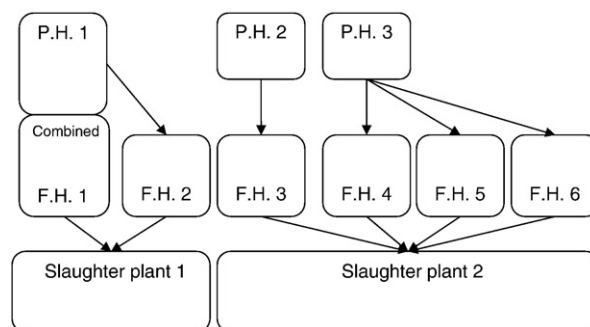 P.H. 1
P.H. 2
P.H. 3
Combined
F.H. 1
F.H. 2
F.H. 3
F.H. 4
F.H. 5
F.H. 6
Slaughter plant 1
Slaughter plant 2